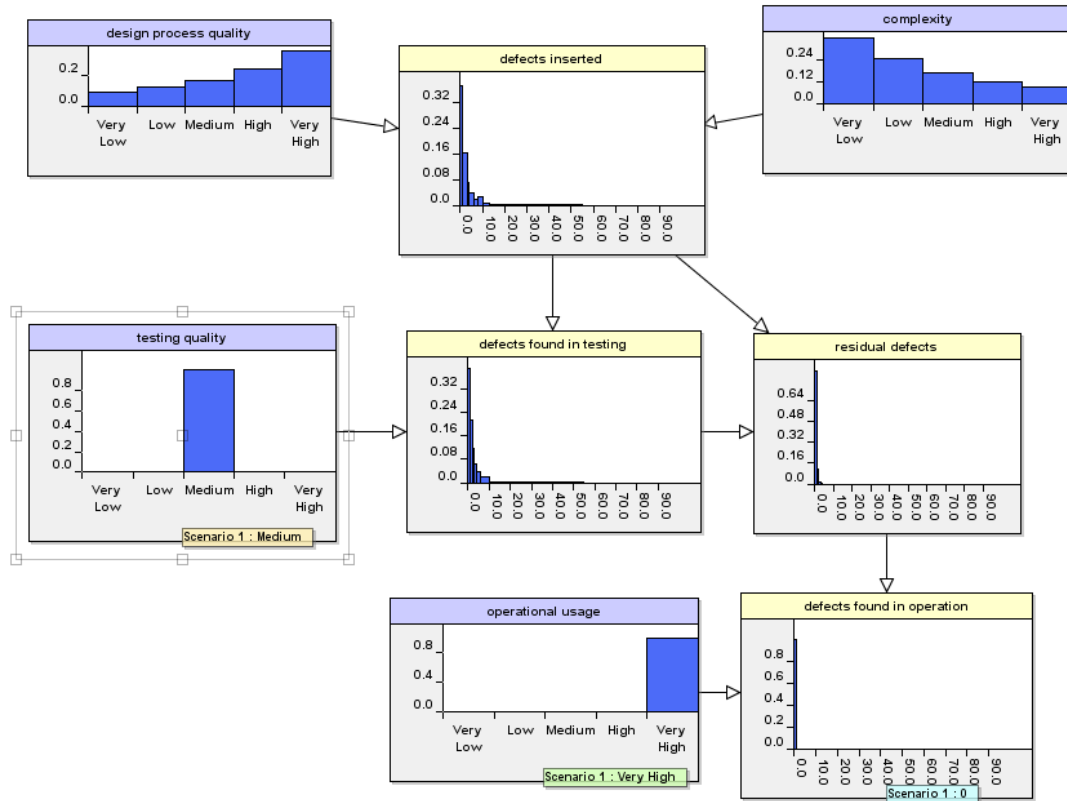 design process quality
0.2
0.0
Very Low
Low
Medium
High
Very High
complexity
0.24
0.12
0.0
Very Low
Low
Medium
High
Very High
defects inserted
0.32
0.24
0.16
0.08
0.0
0.0
10.0
20.0
30.0
40.0
50.0
60.0
70.0
80.0
90.0
testing quality
0.8
0.6
0.4
0.2
0.0
Very Low
Low
Medium
High
Very High
Scenario 1 : Medium
defects found in testing
0.32
0.24
0.16
0.08
0.0
0.0
10.0
20.0
30.0
40.0
50.0
60.0
70.0
80.0
90.0
residual defects
0.64
0.48
0.32
0.16
0.0
0.0
10.0
20.0
30.0
40.0
50.0
60.0
70.0
80.0
90.0
operational usage
0.8
0.4
0.0
Very Low
Low
Medium
High
Very High
Scenario 1 : Very High
defects found in operation
0.8
0.6
0.4
0.2
0.0
0.0
10.0
20.0
30.0
40.0
50.0
60.0
70.0
80.0
90.0
Scenario 1 : 0